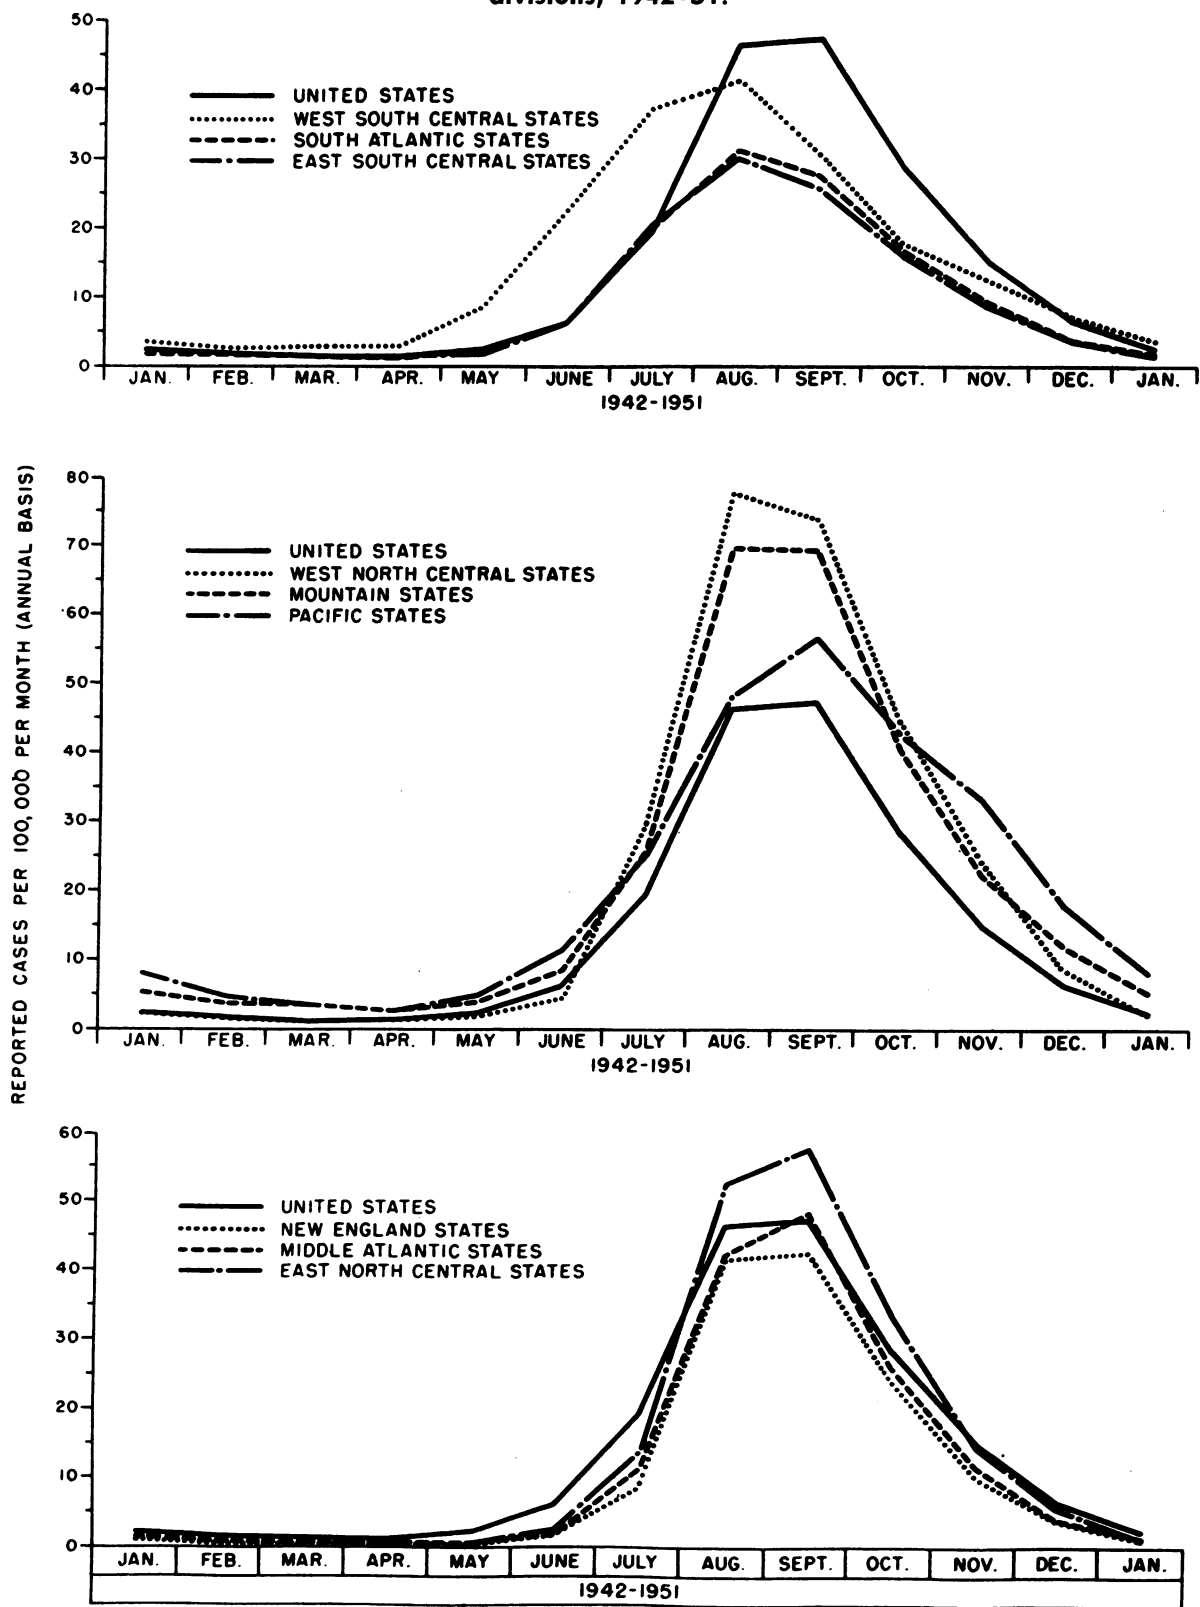 divisions, 1942-51.
50
40
30
20
10
0
UNITED STATES
WEST SOUTH CENTRAL STATES
SOUTH ATLANTIC STATES
EAST SOUTH CENTRAL STATES
JAN. FEB. MAR. APR. MAY JUNE JULY AUG. SEPT. OCT. NOV. DEC. JAN.
1942-1951
REPORTED CASES PER 100,000 PER MONTH (ANNUAL BASIS)
80
70
60
50
40
30
20
10
0
UNITED STATES
WEST NORTH CENTRAL STATES
MOUNTAIN STATES
PACIFIC STATES
JAN. FEB. MAR. APR. MAY JUNE JULY AUG. SEPT. OCT. NOV. DEC. JAN.
1942-1951
60
50
40
30
20
10
0
UNITED STATES
NEW ENGLAND STATES
MIDDLE ATLANTIC STATES
EAST NORTH CENTRAL STATES
JAN. FEB. MAR. APR. MAY JUNE JULY AUG. SEPT. OCT. NOV. DEC. JAN.
1942-1951